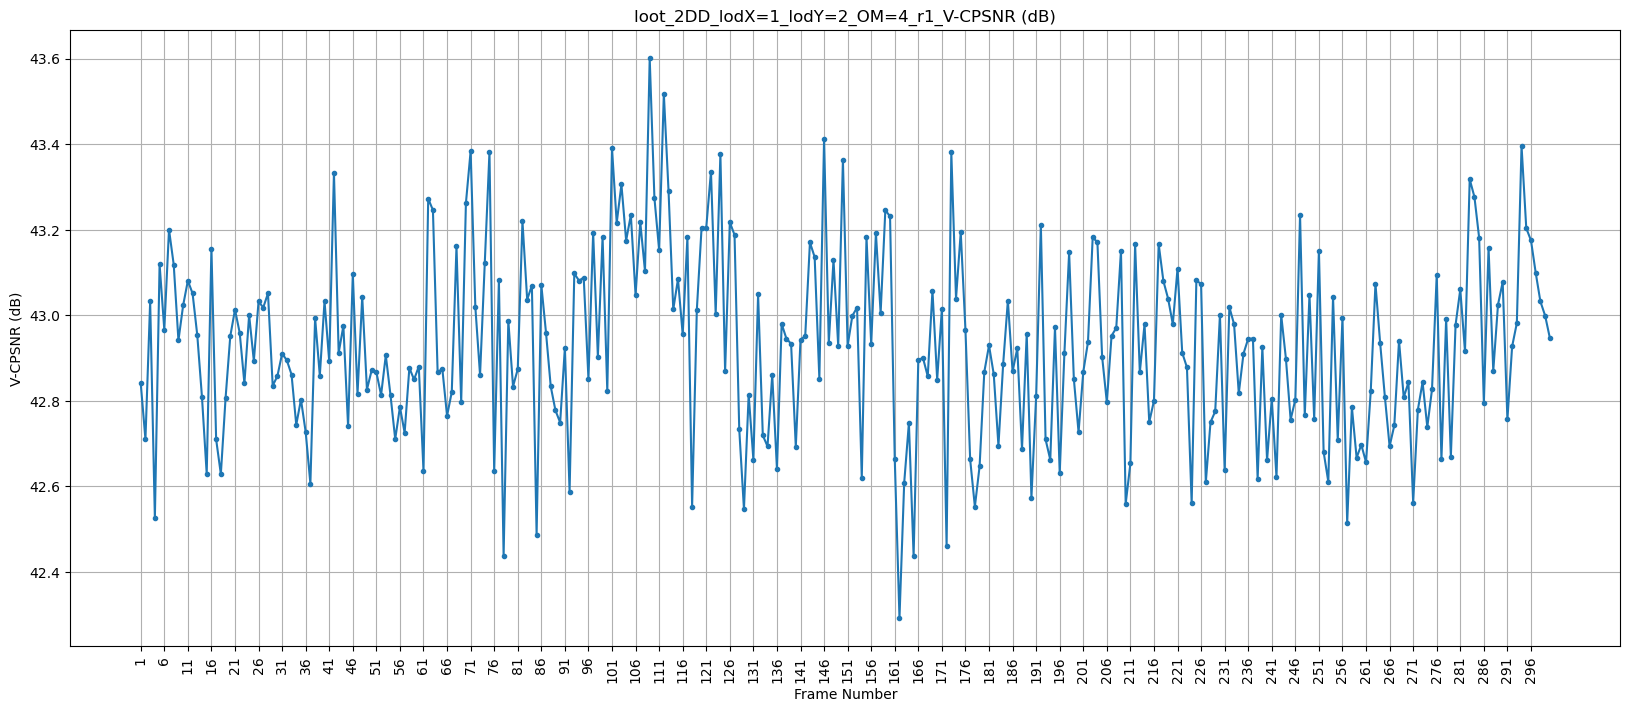 loot_2DD_lodX=1_lodY=2_OM=4_r1_V-CPSNR (dB)
V-CPSNR (dB)
43.6
43.4
43.2
43.0
42.8
42.6
42.4
1 6 11 16 21 26 31 36 41 46 51 56 61 66 71 76 81 86 91 96 101 106 111 116 121 126 131 136 141 146 151 156 161 166 171 176 181 186 191 196 201 206 211 216 221 226 231 236 241 246 251 256 261 266 271 276 281 286 291 296
Frame Number